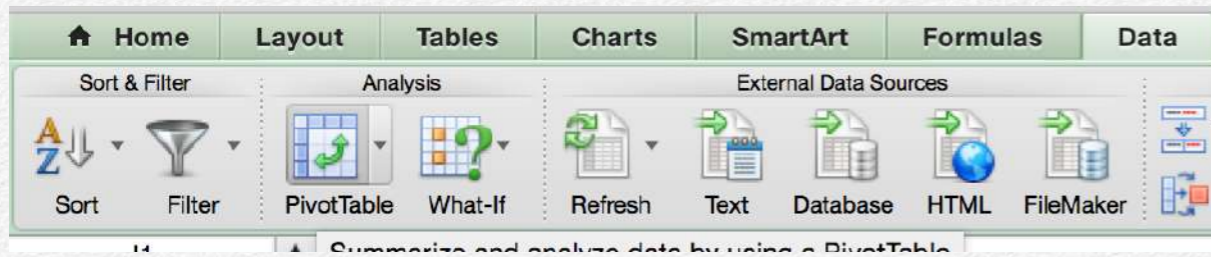 Home Layout Tables Charts SmartArt Formulas Data
Sort & Filter Analysis External Data Sources
Sort Filter PivotTable What-If Refresh Text Database HTML FileMaker
Summarize and analyze data by using a PivotTable